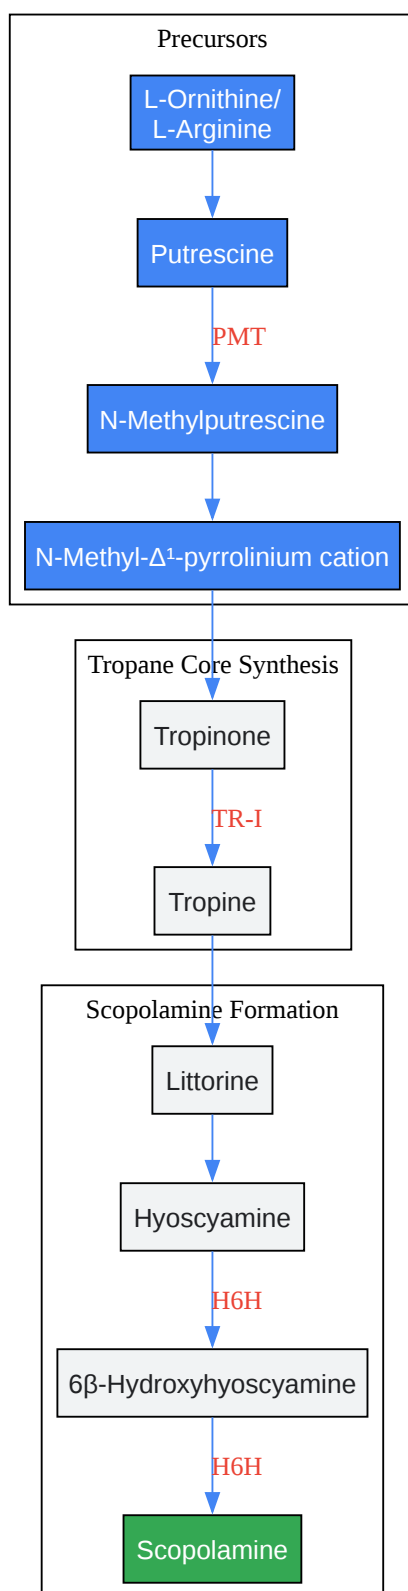 Precursors
L-Ornithine/
L-Arginine
Putrescine
PMT
N-Methylputrescine
N-Methyl-Δ¹-pyrrolinium cation
Tropane Core Synthesis
Tropinone
TR-I
Tropine
Scopolamine Formation
Littorine
Hyoscyamine
H6H
6β-Hydroxyhyoscyamine
H6H
Scopolamine